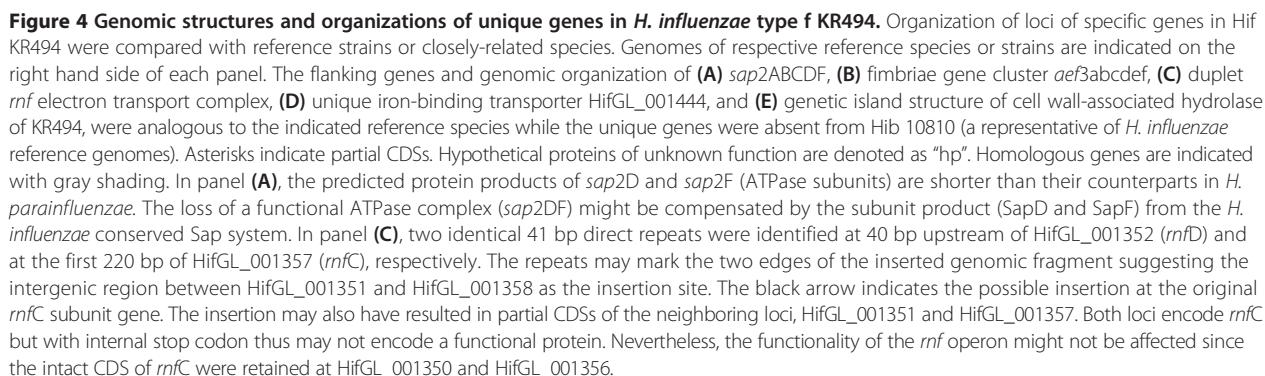 Figure 4 Genomic structures and organizations of unique genes in H. influenzae type f KR494. Organization of loci of specific genes in Hif
KR494 were compared with reference strains or closely-related species. Genomes of respective reference species or strains are indicated on the
right hand side of each panel. The flanking genes and genomic organization of (A) sap2ABCDF, (B) fimbriae gene cluster aef3abcdef, (C) duplet
rnf electron transport complex, (D) unique iron-binding transporter HifGL_001444, and (E) genetic island structure of cell wall-associated hydrolase
of KR494, were analogous to the indicated reference species while the unique genes were absent from Hib 10810 (a representative of H. influenzae
reference genomes). Asterisks indicate partial CDSs. Hypothetical proteins of unknown function are denoted as “hp”. Homologous genes are indicated
with gray shading. In panel (A), the predicted protein products of sap2D and sap2F (ATPase subunits) are shorter than their counterparts in H.
parainfluenzae. The loss of a functional ATPase complex (sap2DF) might be compensated by the subunit product (SapD and SapF) from the H.
influenzae conserved Sap system. In panel (C), two identical 41 bp direct repeats were identified at 40 bp upstream of HifGL_001352 (rnfD) and
at the first 220 bp of HifGL_001357 (rnfC), respectively. The repeats may mark the two edges of the inserted genomic fragment suggesting the
intergenic region between HifGL_001351 and HifGL_001358 as the insertion site. The black arrow indicates the possible insertion at the original
rnfC subunit gene. The insertion may also have resulted in partial CDSs of the neighboring loci, HifGL_001351 and HifGL_001357. Both loci encode rnfC
but with internal stop codon thus may not encode a functional protein. Nevertheless, the functionality of the rnf operon might not be affected since
the intact CDS of rnfC were retained at HifGL_001350 and HifGL_001356.